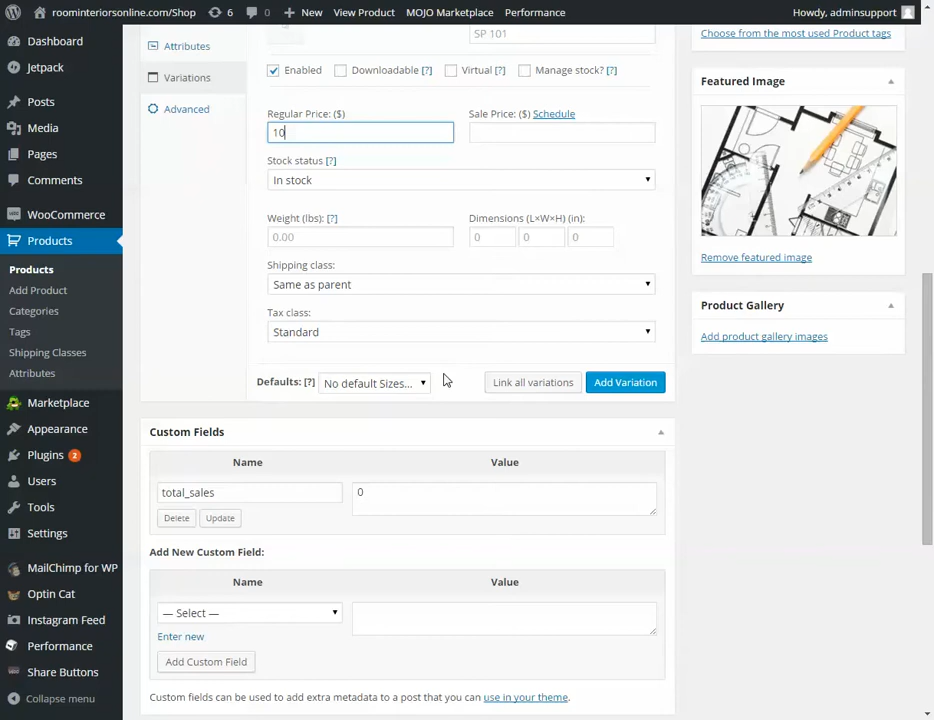 roominteriorsonline.com/Shop 6 0 New View Product MOJO Marketplace Performance Howdy, adminsupport
Dashboard
Jetpack
Posts
Media
Pages
Comments
WooCommerce
Products
Products
Add Product
Categories
Tags
Shipping Classes
Attributes
Marketplace
Appearance
Plugins 2
Users
Tools
Settings
MailChimp for WP
Optin Cat
Instagram Feed
Performance
Share Buttons
Collapse menu
Attributes
Variations
Advanced
SP 101
Enabled Downloadable [?] Virtual [?] Manage stock? [?]
Regular Price: ($) Sale Price: ($) Schedule
10
Stock status [?]
In stock
Weight (lbs): [?] Dimensions (L×W×H) (in):
0.00 0 0 0
Shipping class:
Same as parent
Tax class:
Standard
Defaults: [?] No default Sizes... Link all variations Add Variation
Custom Fields
Name Value
total_sales 0
Delete Update
Add New Custom Field:
Name Value
— Select —
Enter new
Add Custom Field
Custom fields can be used to add extra metadata to a post that you can use in your theme.
Choose from the most used Product tags
Featured Image
Remove featured image
Product Gallery
Add product gallery images